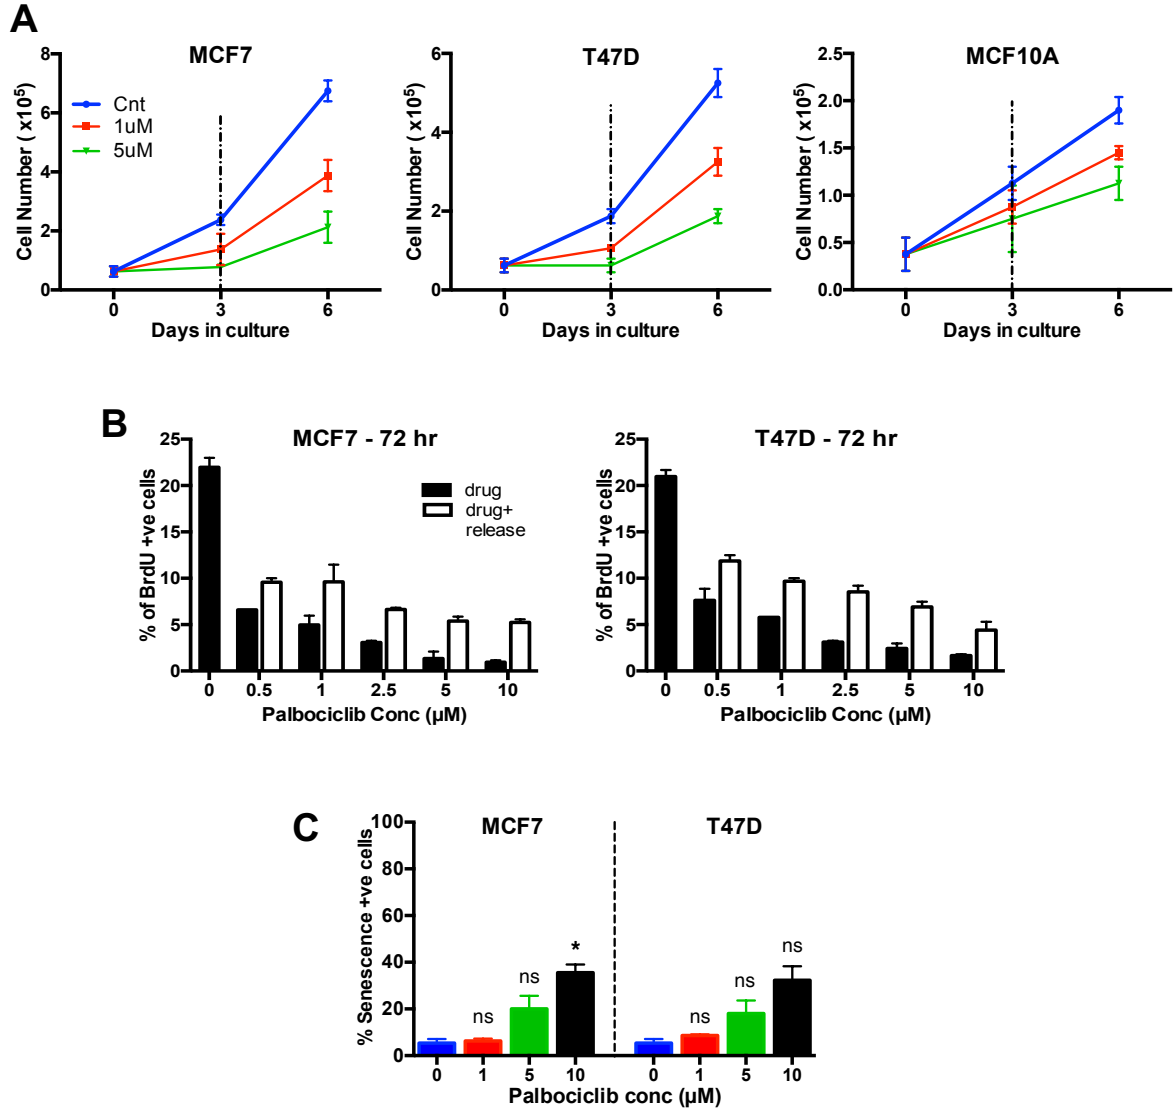 A
MCF7
T47D
MCF10A
Cell Number ( x10⁵)
8
6
4
2
0
Cnt
1uM
5uM
0 3 6
Days in culture
Cell Number ( x10⁵)
6
4
2
0
0 3 6
Days in culture
Cell Number ( x10⁵)
2.5
2.0
1.5
1.0
0.5
0.0
0 3 6
Days in culture
B
MCF7 - 72 hr
% of BrdU +ve cells
25
20
15
10
5
0
drug
drug+
release
0 0.5 1 2.5 5 10
Palbociclib Conc (µM)
T47D - 72 hr
% of BrdU +ve cells
25
20
15
10
5
0
0 0.5 1 2.5 5 10
Palbociclib Conc (µM)
C
MCF7
T47D
% Senescence +ve cells
100
80
60
40
20
0
ns
ns
*
ns
ns
ns
0 1 5 10 0 1 5 10
Palbociclib conc (µM)